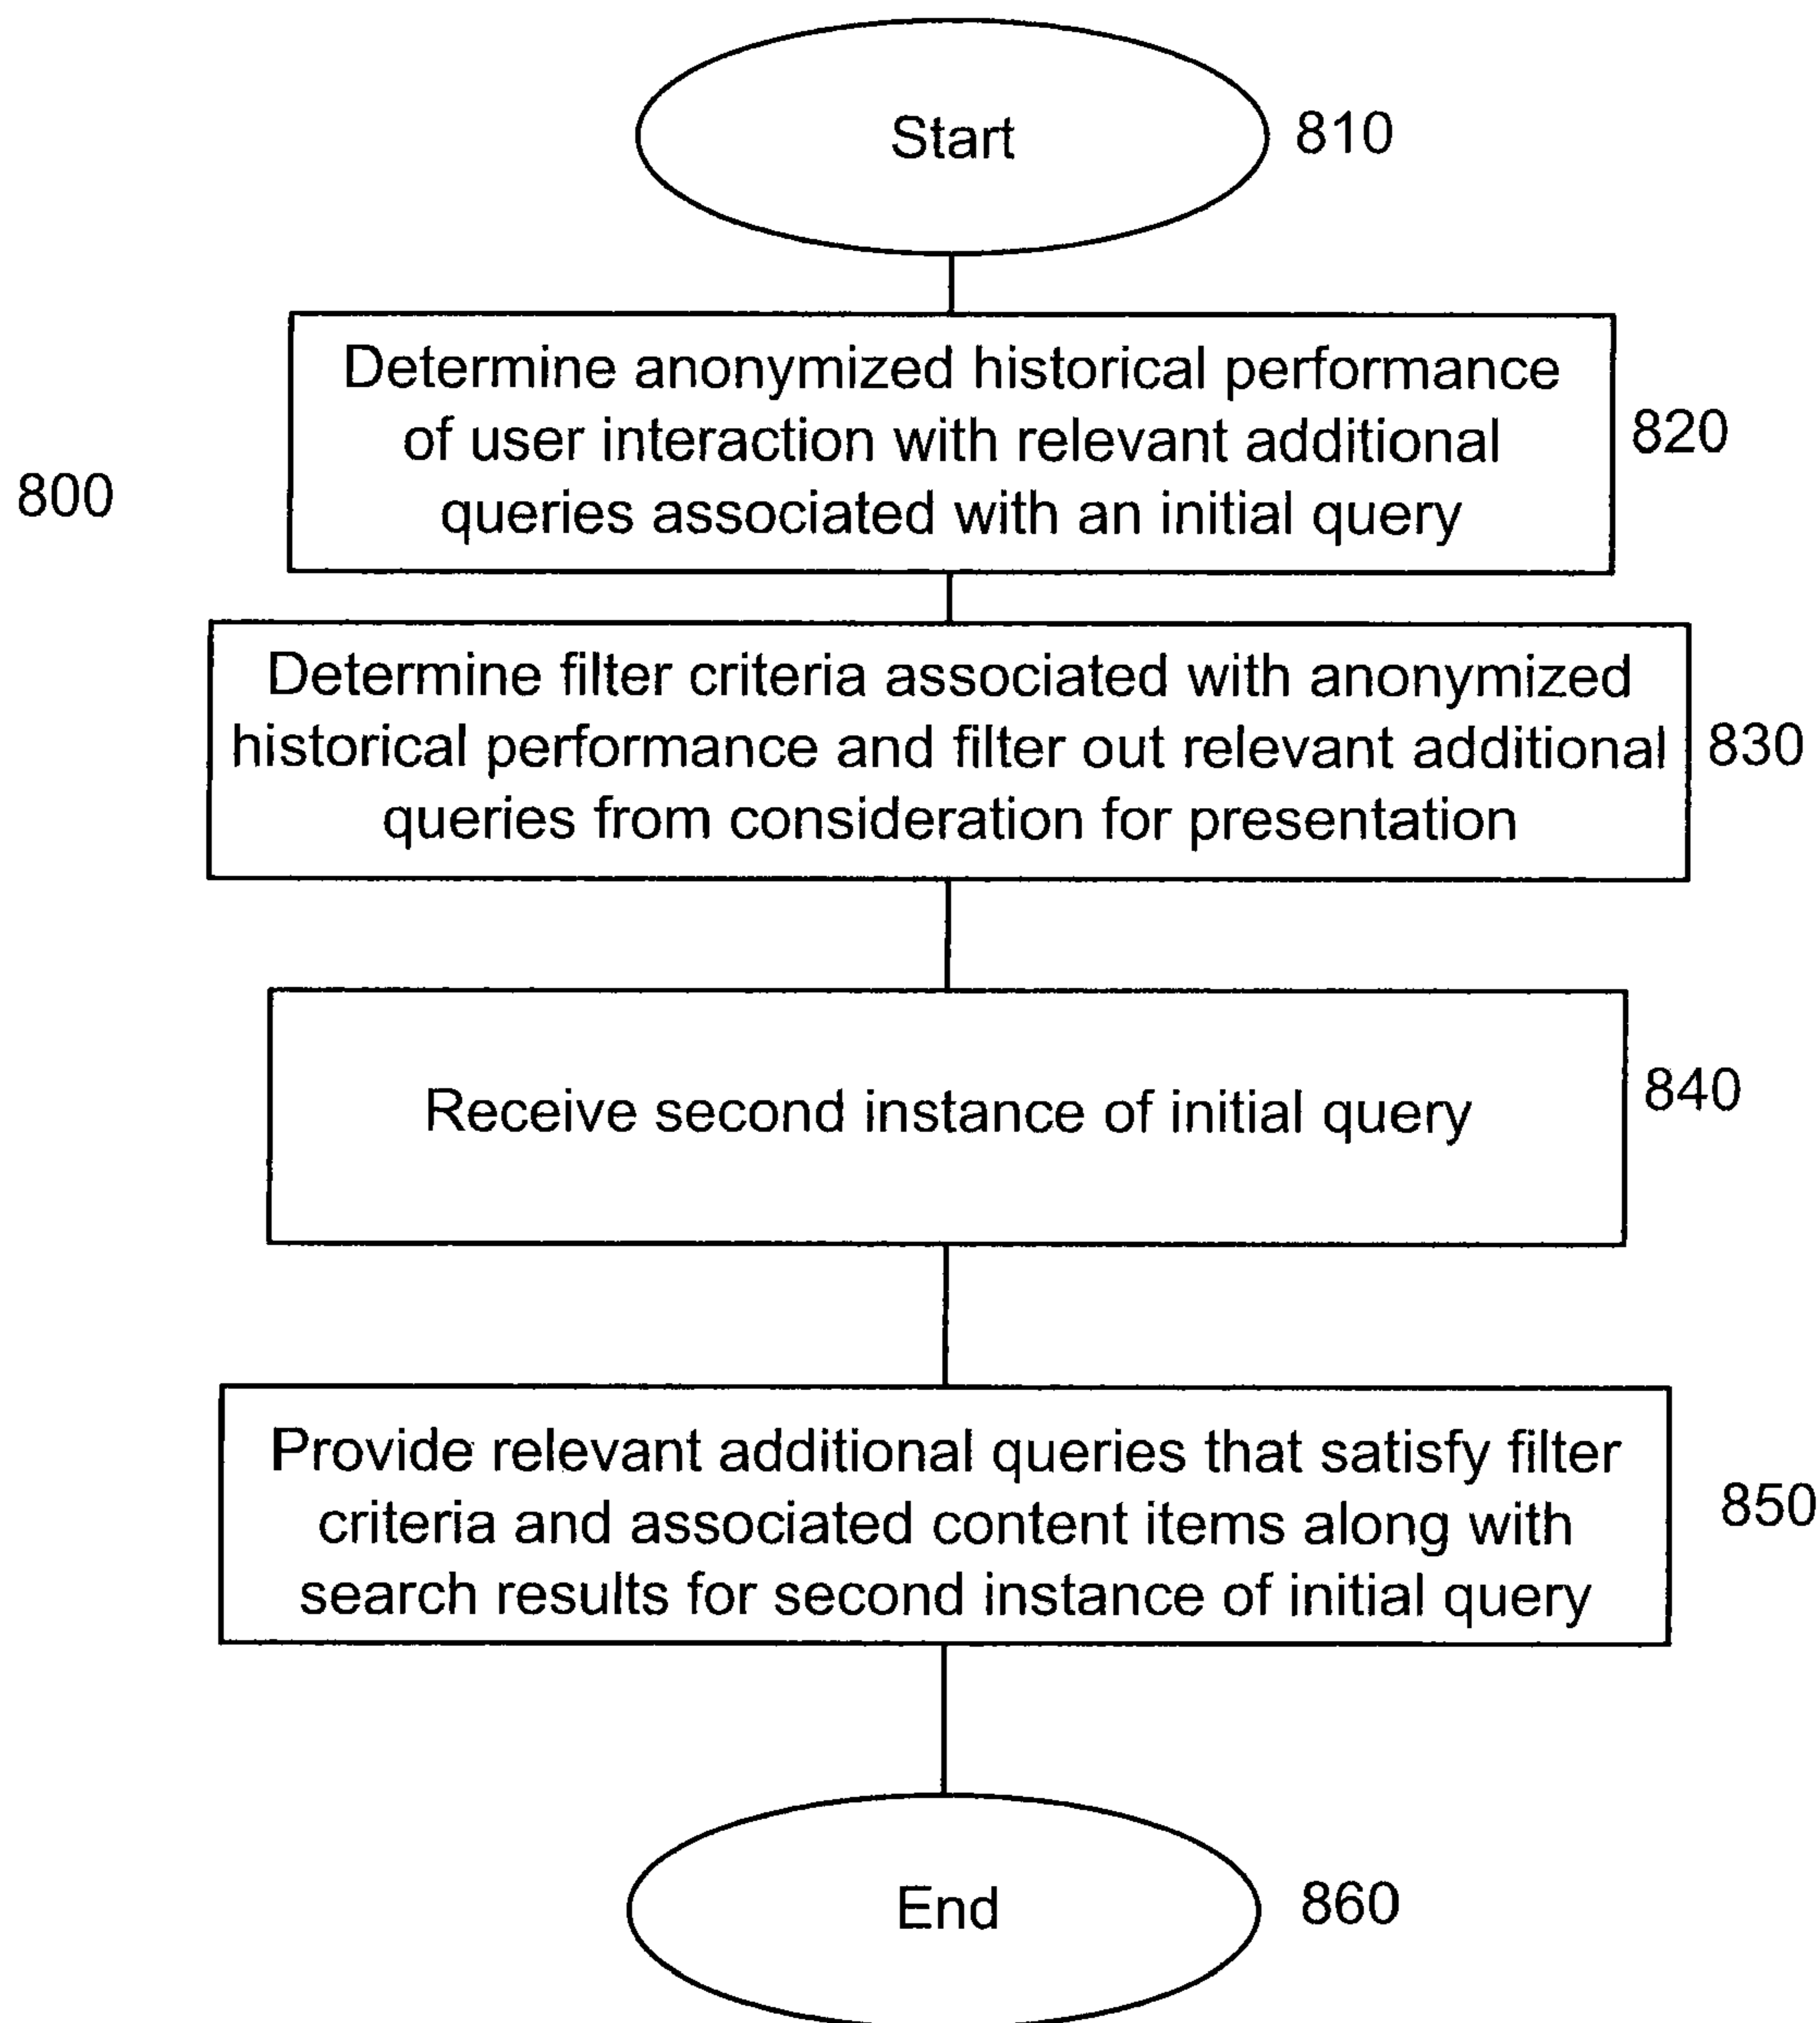 Start
810
Determine anonymized historical performance
of user interaction with relevant additional
queries associated with an initial query
820
800
Determine filter criteria associated with anonymized
historical performance and filter out relevant additional
queries from consideration for presentation
830
Receive second instance of initial query
840
Provide relevant additional queries that satisfy filter
criteria and associated content items along with
search results for second instance of initial query
850
End
860